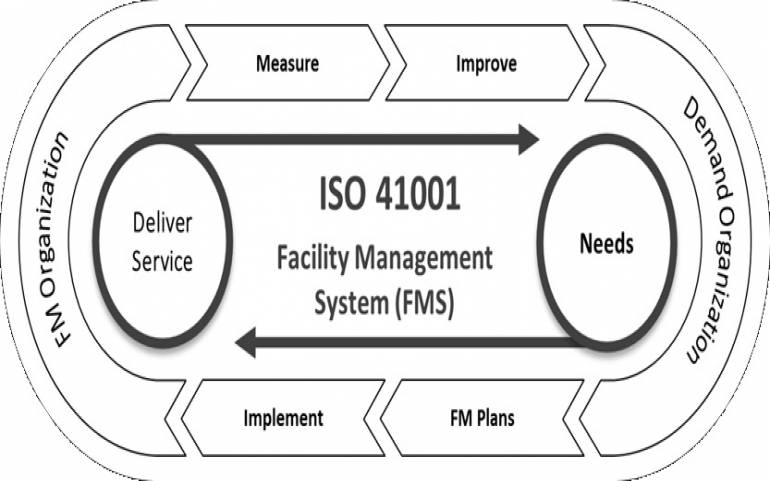 Measure
Improve
FM Organization
Demand Organization
Deliver
Service
ISO 41001
Facility Management
System (FMS)
Needs
Implement
FM Plans